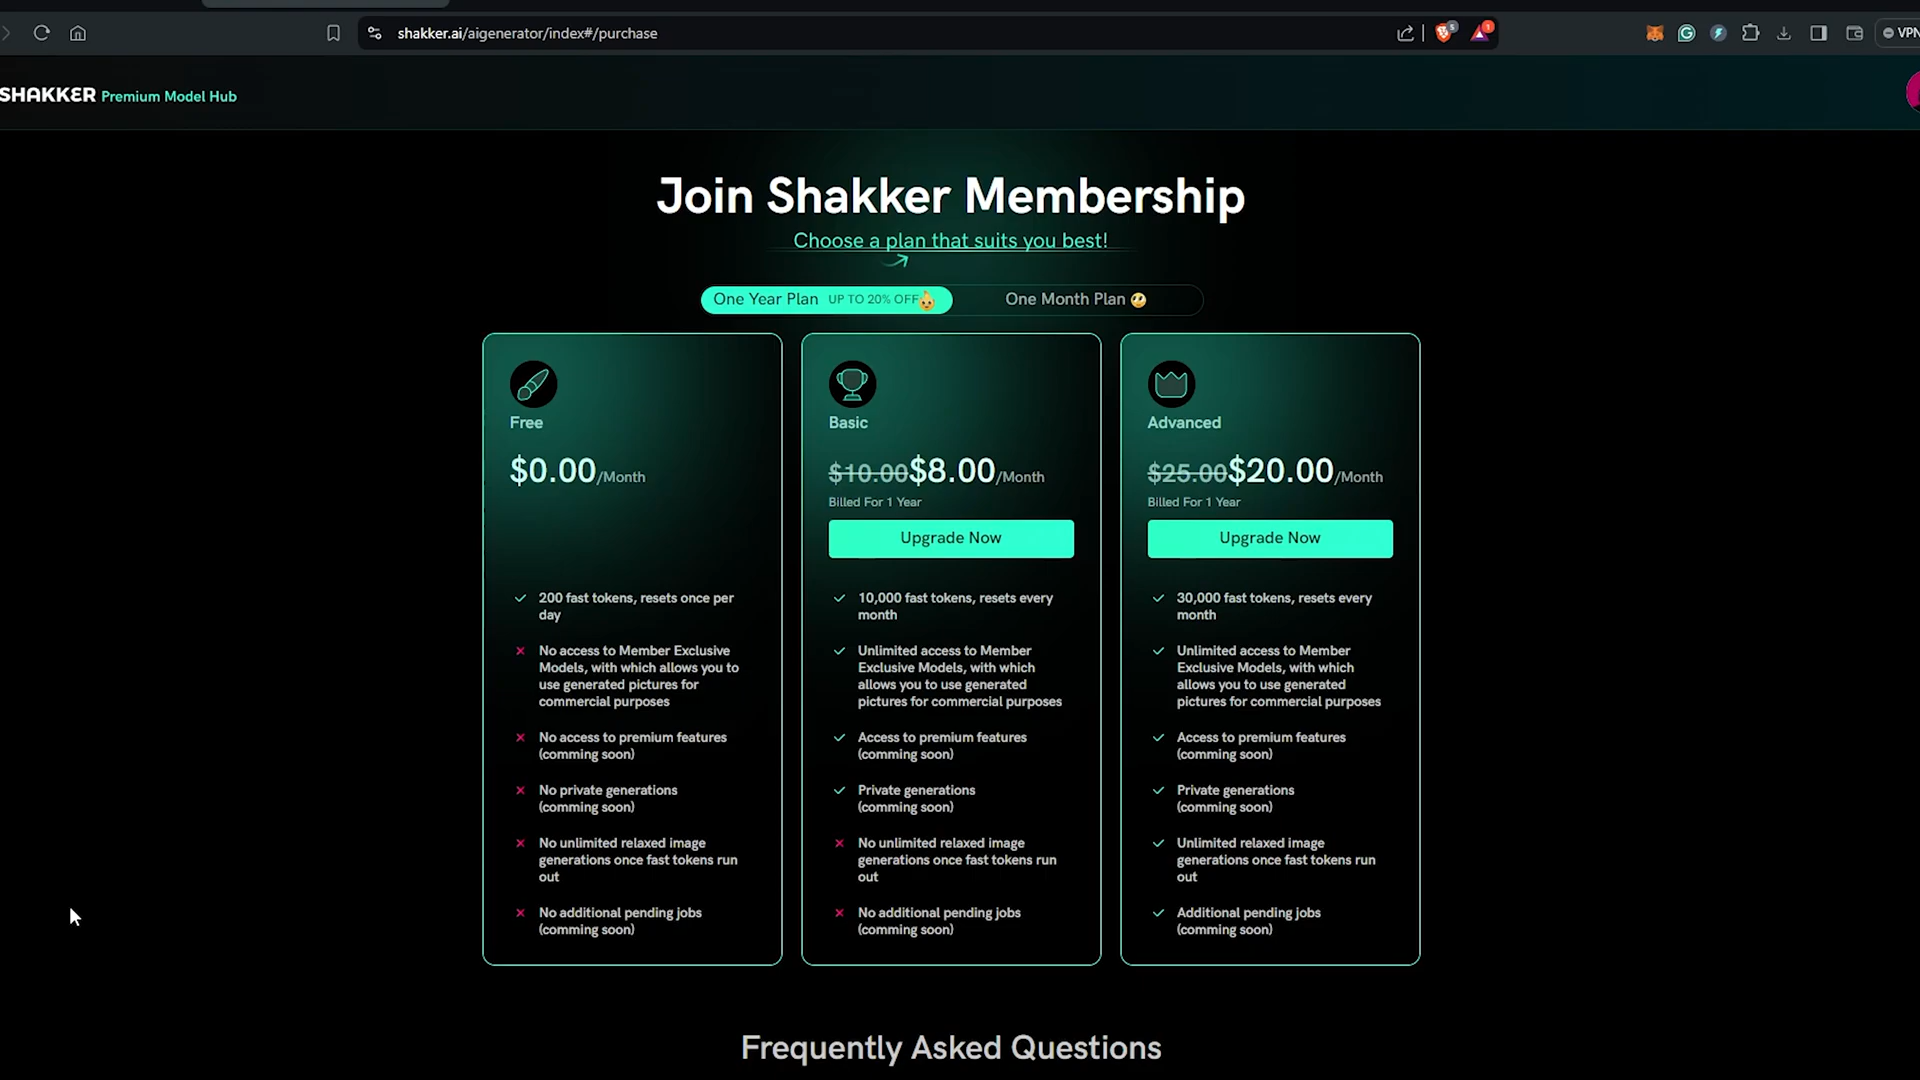 shakker.ai/aigenerator/index#/purchase
5
1
VPN
SHAKKER Premium Model Hub
Join Shakker Membership
Choose a plan that suits you best!
One Year Plan UP TO 20% OFF
One Month Plan
Free
$0.00/Month
200 fast tokens, resets once per
day
No access to Member Exclusive
Models, with which allows you to
use generated pictures for
commercial purposes
No access to premium features
(comming soon)
No private generations
(comming soon)
No unlimited relaxed image
generations once fast tokens run
out
No additional pending jobs
(comming soon)
Basic
$10.00$8.00/Month
Billed For 1 Year
Upgrade Now
10,000 fast tokens, resets every
month
Unlimited access to Member
Exclusive Models, with which
allows you to use generated
pictures for commercial purposes
Access to premium features
(comming soon)
Private generations
(comming soon)
No unlimited relaxed image
generations once fast tokens run
out
No additional pending jobs
(comming soon)
Advanced
$25.00$20.00/Month
Billed For 1 Year
Upgrade Now
30,000 fast tokens, resets every
month
Unlimited access to Member
Exclusive Models, with which
allows you to use generated
pictures for commercial purposes
Access to premium features
(comming soon)
Private generations
(comming soon)
Unlimited relaxed image
generations once fast tokens run
out
Additional pending jobs
(comming soon)
Frequently Asked Questions